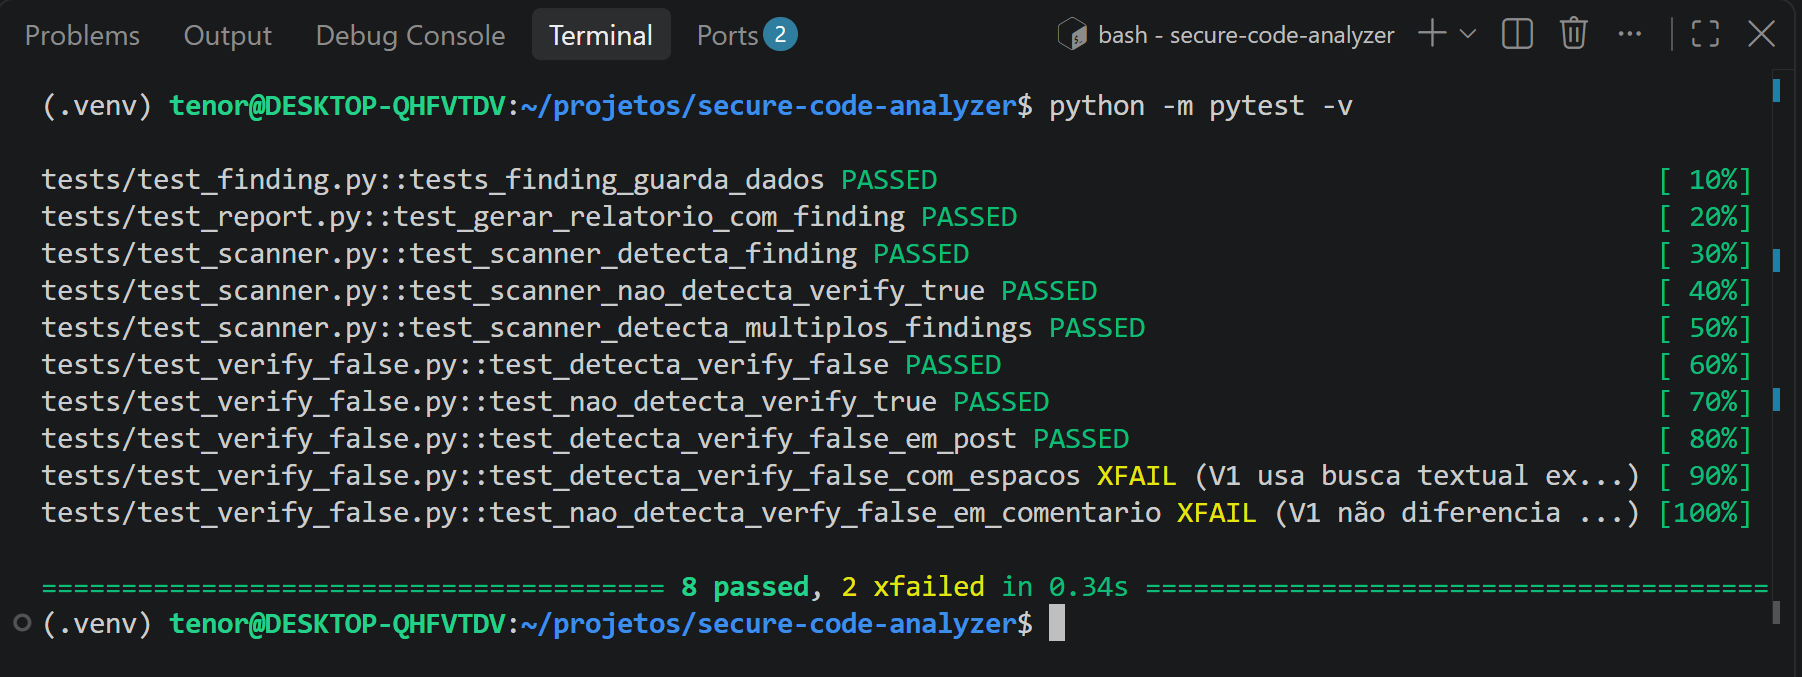 Problems Output Debug Console Terminal Ports 2 bash - secure-code-analyzer
(.venv) tenor@DESKTOP-QHFVTDV:~/projetos/secure-code-analyzer$ python -m pytest -v
tests/test_finding.py::tests_finding_guarda_dados PASSED [ 10%]
tests/test_report.py::test_gerar_relatorio_com_finding PASSED [ 20%]
tests/test_scanner.py::test_scanner_detecta_finding PASSED [ 30%]
tests/test_scanner.py::test_scanner_nao_detecta_verify_true PASSED [ 40%]
tests/test_scanner.py::test_scanner_detecta_multiplos_findings PASSED [ 50%]
tests/test_verify_false.py::test_detecta_verify_false PASSED [ 60%]
tests/test_verify_false.py::test_nao_detecta_verify_true PASSED [ 70%]
tests/test_verify_false.py::test_detecta_verify_false_em_post PASSED [ 80%]
tests/test_verify_false.py::test_detecta_verify_false_com_espacos XFAIL (V1 usa busca textual ex...) [ 90%]
tests/test_verify_false.py::test_nao_detecta_verfy_false_em_comentario XFAIL (V1 não diferencia ...) [100%]
======================================= 8 passed, 2 xfailed in 0.34s =======================================
(.venv) tenor@DESKTOP-QHFVTDV:~/projetos/secure-code-analyzer$